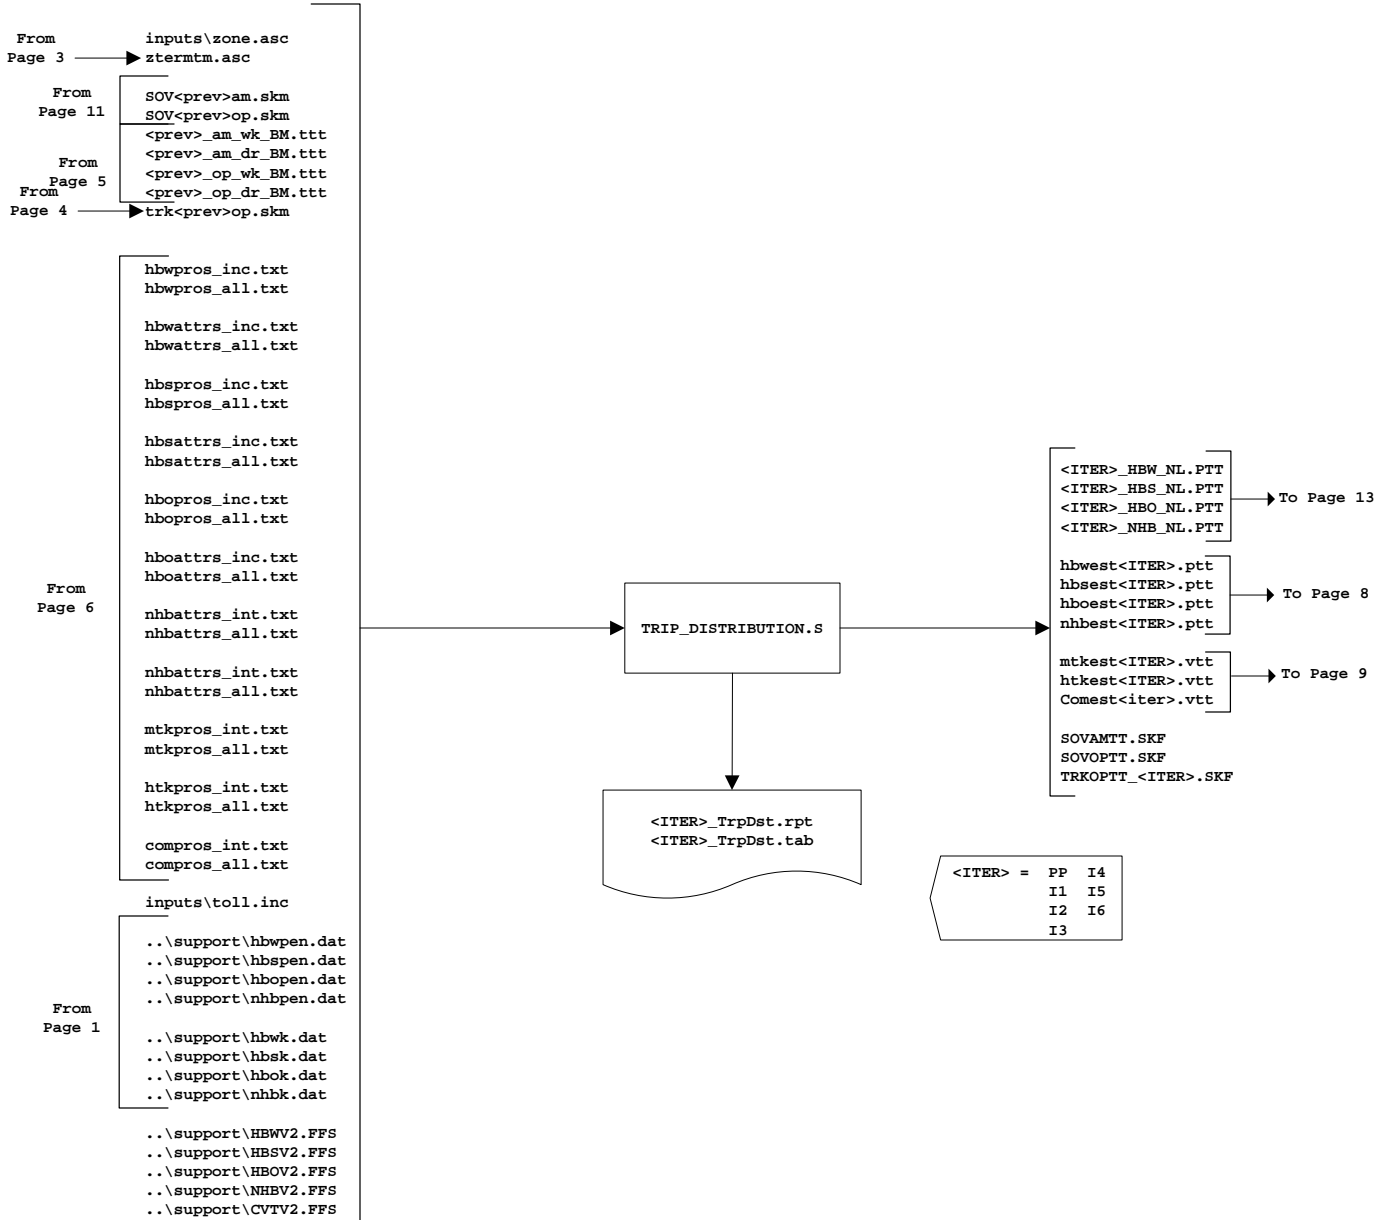 From
Page 3
inputs\zone.asc
ztermtm.asc
From
Page 11
SOV<prev>am.skm
SOV<prev>op.skm
From
Page 5
<prev>_am_wk_BM.ttt
<prev>_am_dr_BM.ttt
<prev>_op_wk_BM.ttt
<prev>_op_dr_BM.ttt
From
Page 4
trk<prev>op.skm
From
Page 6
hbwpros_inc.txt
hbwpros_all.txt
hbwattrs_inc.txt
hbwattrs_all.txt
hbspros_inc.txt
hbspros_all.txt
hbsattrs_inc.txt
hbsattrs_all.txt
hbopros_inc.txt
hbopros_all.txt
hboattrs_inc.txt
hboattrs_all.txt
nhbattrs_int.txt
nhbattrs_all.txt
nhbattrs_int.txt
nhbattrs_all.txt
mtkpros_int.txt
mtkpros_all.txt
htkpros_int.txt
htkpros_all.txt
compros_int.txt
compros_all.txt
inputs\toll.inc
From
Page 1
..\support\hbwpen.dat
..\support\hbspen.dat
..\support\hbopen.dat
..\support\nhbpen.dat
..\support\hbwk.dat
..\support\hbsk.dat
..\support\hbok.dat
..\support\nhbk.dat
..\support\HBWV2.FFS
..\support\HBSV2.FFS
..\support\HBOV2.FFS
..\support\NHBV2.FFS
..\support\CVTV2.FFS
TRIP_DISTRIBUTION.S
<ITER>_TrpDst.rpt
<ITER>_TrpDst.tab
<ITER>_HBW_NL.PTT
<ITER>_HBS_NL.PTT
<ITER>_HBO_NL.PTT
<ITER>_NHB_NL.PTT
To Page 13
hbwest<ITER>.ptt
hbsest<ITER>.ptt
hboest<ITER>.ptt
nhbest<ITER>.ptt
To Page 8
mtkest<ITER>.vtt
htkest<ITER>.vtt
Comest<iter>.vtt
To Page 9
SOVAMTT.SKF
SOVOPTT.SKF
TRKOPTT_<ITER>.SKF
<ITER> = PP I4
I1 I5
I2 I6
I3